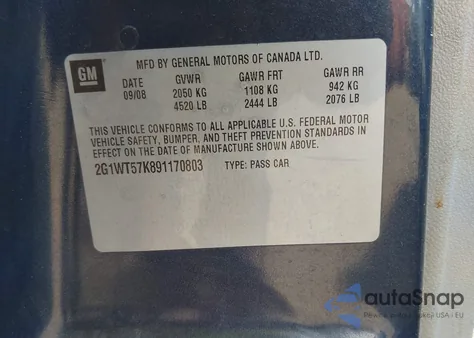 GM
MFD BY GENERAL MOTORS OF CANADA LTD.
DATE GVWR GAWR FRT GAWR RR
09/08 2050 KG 1108 KG 942 KG
4520 LB 2444 LB 2076 LB
THIS VEHICLE CONFORMS TO ALL APPLICABLE U.S. FEDERAL MOTOR
VEHICLE SAFETY, BUMPER, AND THEFT PREVENTION STANDARDS IN
EFFECT ON THE DATE OF MANUFACTURE SHOWN ABOVE.
2G1WT57K891170803 TYPE: PASS CAR
autoSnap
USA i EU